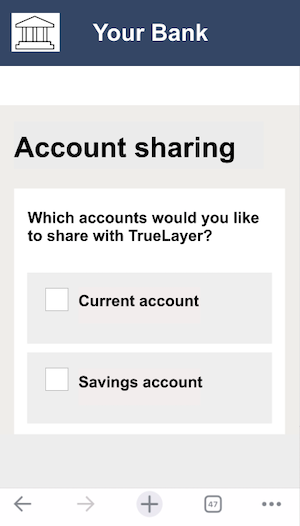 Your Bank
Account sharing
Which accounts would you like
to share with TrueLayer?
Current account
Savings account
47